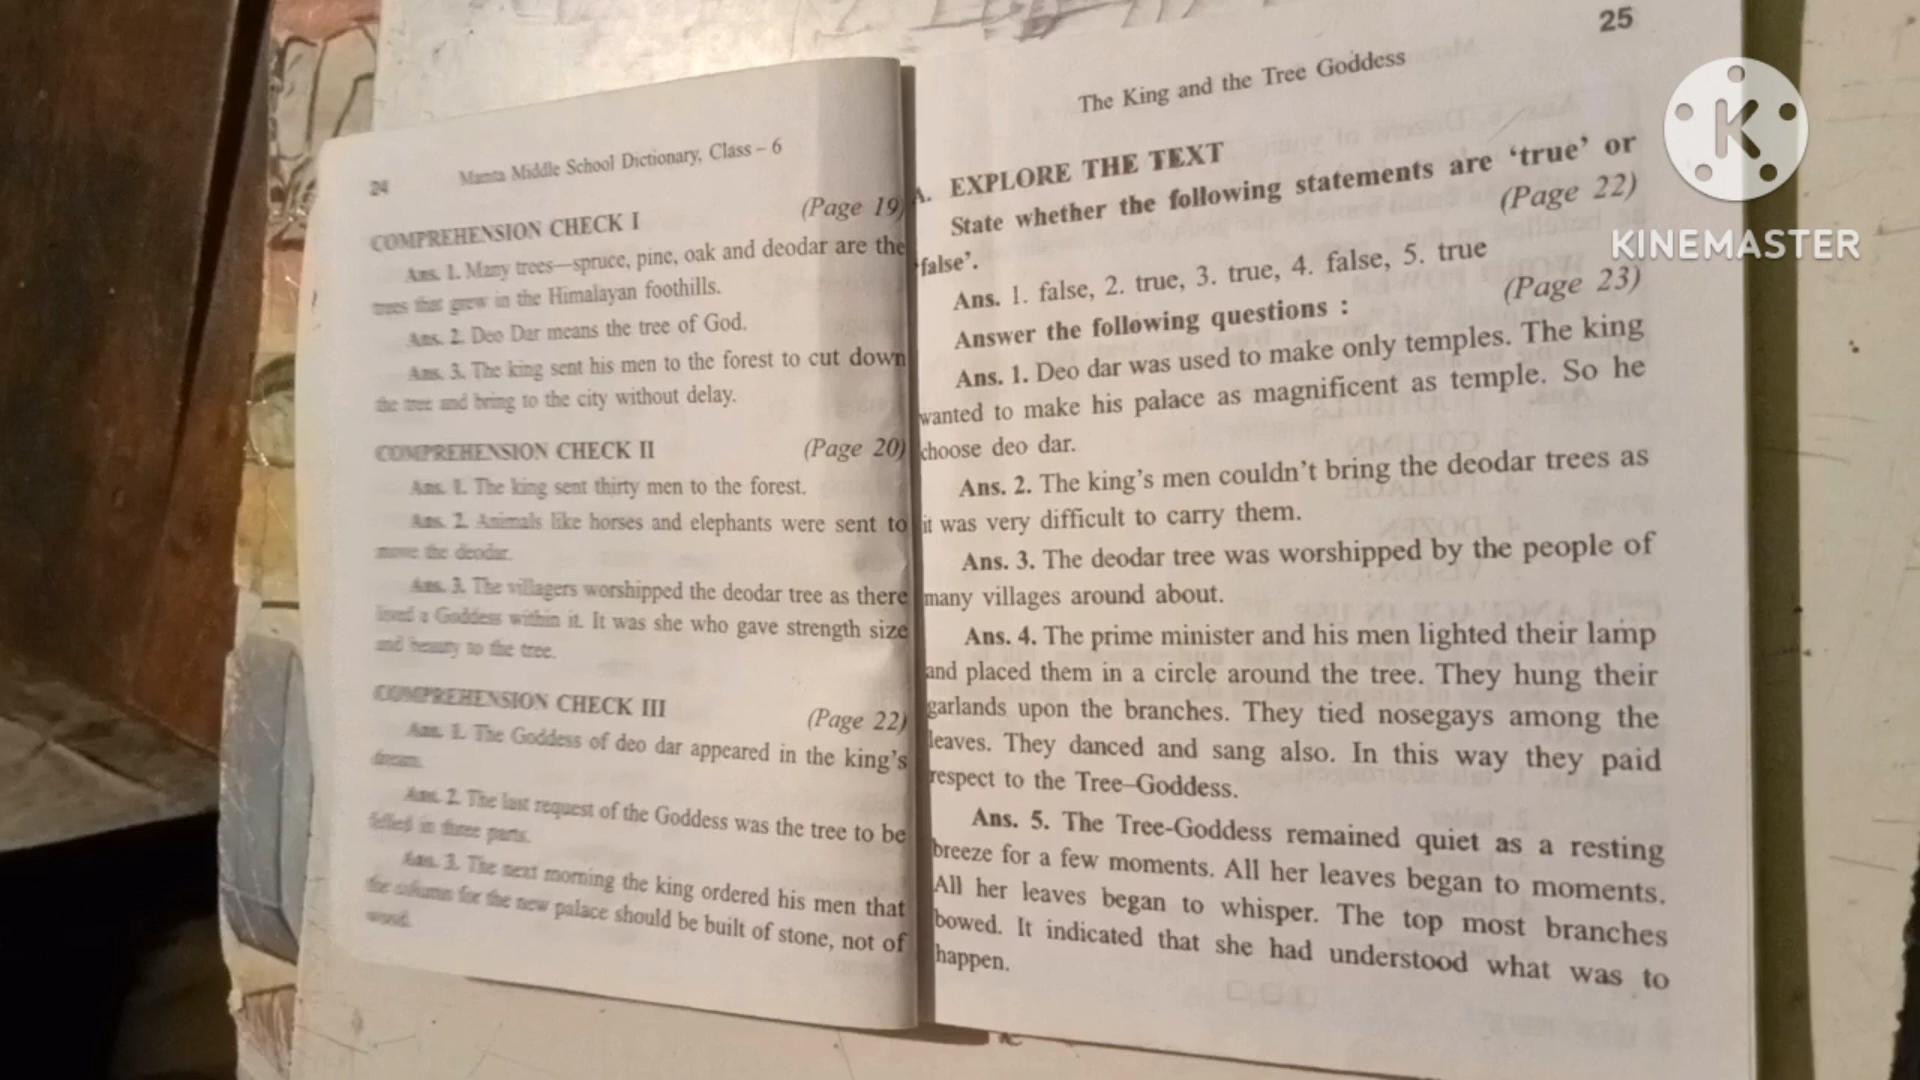 24
Mamta Middle School Dictionary, Class – 6
COMPREHENSION CHECK I
(Page 19)
Ans. 1. Many trees—spruce, pine, oak and deodar are the
trees that grew in the Himalayan foothills.
Ans. 2. Deo Dar means the tree of God.
Ans. 3. The king sent his men to the forest to cut down
the tree and bring to the city without delay.
COMPREHENSION CHECK II
(Page 20)
Ans. 1. The king sent thirty men to the forest.
Ans. 2. Animals like horses and elephants were sent to
move the deodar.
Ans. 3. The villagers worshipped the deodar tree as there
lived a Goddess within it. It was she who gave strength size
and beauty to the tree.
COMPREHENSION CHECK III
(Page 22)
Ans. 1. The Goddess of deo dar appeared in the king's
dream.
Ans. 2. The last request of the Goddess was the tree to be
felled in three parts.
Ans. 3. The next morning the king ordered his men that
the column for the new palace should be built of stone, not of
wood.
25
The King and the Tree Goddess
A. EXPLORE THE TEXT
State whether the following statements are 'true' or
(Page 22)
'false'.
Ans. 1. false, 2. true, 3. true, 4. false, 5. true
Answer the following questions :
(Page 23)
Ans. 1. Deo dar was used to make only temples. The king
wanted to make his palace as magnificent as temple. So he
choose deo dar.
Ans. 2. The king's men couldn't bring the deodar trees as
it was very difficult to carry them.
Ans. 3. The deodar tree was worshipped by the people of
many villages around about.
Ans. 4. The prime minister and his men lighted their lamp
and placed them in a circle around the tree. They hung their
garlands upon the branches. They tied nosegays among the
leaves. They danced and sang also. In this way they paid
respect to the Tree–Goddess.
Ans. 5. The Tree-Goddess remained quiet as a resting
breeze for a few moments. All her leaves began to moments.
All her leaves began to whisper. The top most branches
bowed. It indicated that she had understood what was to
happen.
K
KINEMASTER